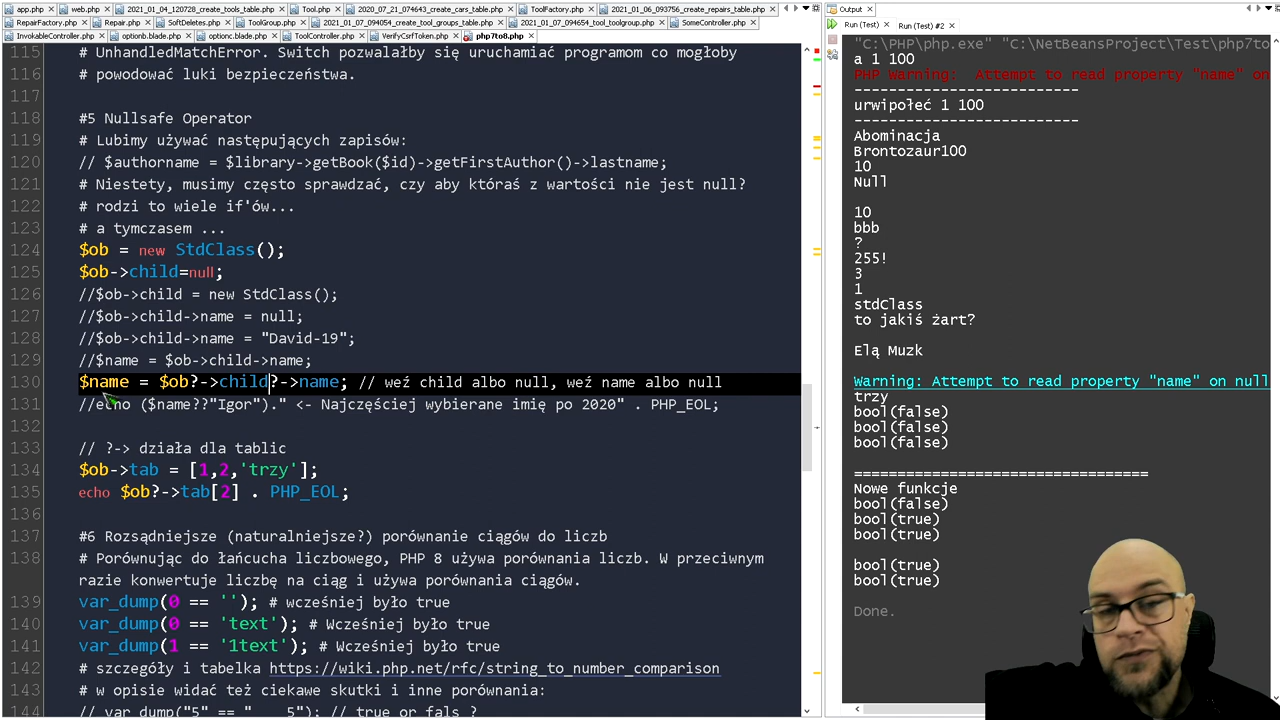 app.php
web.php
2021_01_04_120728_create_tools_table.php
Tool.php
2020_07_21_074643_create_cars_table.php
ToolFactory.php
2021_01_06_093756_create_repairs_table.php
RepairFactory.php
Repair.php
SoftDeletes.php
ToolGroup.php
2021_01_07_094054_create_tool_groups_table.php
2021_01_07_094654_tool_toolgroup.php
SomeController.php
InvokableController.php
optionb.blade.php
optionc.blade.php
ToolController.php
VerifyCsrfToken.php
php7to8.php
115 # UnhandledMatchError. Switch pozwalałby się uruchamiać programom co mogłoby
116 # powodować luki bezpieczeństwa.
117
118 #5 Nullsafe Operator
119 # Lubimy używać następujących zapisów:
120 // $authorname = $library->getBook($id)->getFirstAuthor()->lastname;
121 # Niestety, musimy często sprawdzać, czy aby któraś z wartości nie jest null?
122 # rodzi to wiele if'ów...
123 # a tymczasem ...
124 $ob = new StdClass();
125 $ob->child=null;
126 //$ob->child = new StdClass();
127 //$ob->child->name = null;
128 //$ob->child->name = "David-19";
129 //$name = $ob->child->name;
130 $name = $ob?->child?->name; // weź child albo null, weź name albo null
131 //echo ($name??"Igor")." <- Najczęściej wybierane imię po 2020" . PHP_EOL;
132
133 // ?-> działa dla tablic
134 $ob->tab = [1,2,'trzy'];
135 echo $ob?->tab[2] . PHP_EOL;
136
137 #6 Rozsądniejsze (naturalniejsze?) porównanie ciągów do liczb
138 # Porównując do łańcucha liczbowego, PHP 8 używa porównania liczb. W przeciwnym
razie konwertuje liczbę na ciąg i używa porównania ciągów.
139 var_dump(0 == ''); # wcześniej było true
140 var_dump(0 == 'text'); # Wcześniej było true
141 var_dump(1 == '1text'); # Wcześniej było true
142 # szczegóły i tabelka https://wiki.php.net/rfc/string_to_number_comparison
143 # w opisie widać też ciekawe skutki i inne porównania:
144 // var_dump("5" == "   5"); // true or fals ?
Output
Run (Test)
Run (Test) #2
"C:\PHP\php.exe" "C:\NetBeansProject\Test\php7to
a 1 100
PHP Warning:  Attempt to read property "name" on
-----------------------------
urwipołeć 1 100
-----------------------------
Abominacja
Brontozaur100
10
Null
10
bbb
?
255!
3
1
stdClass
to jakiś żart?
Elą Muzk
Warning: Attempt to read property "name" on null
trzy
bool(false)
bool(false)
bool(false)
==================================
Nowe funkcje
bool(false)
bool(true)
bool(true)
bool(true)
bool(true)
Done.